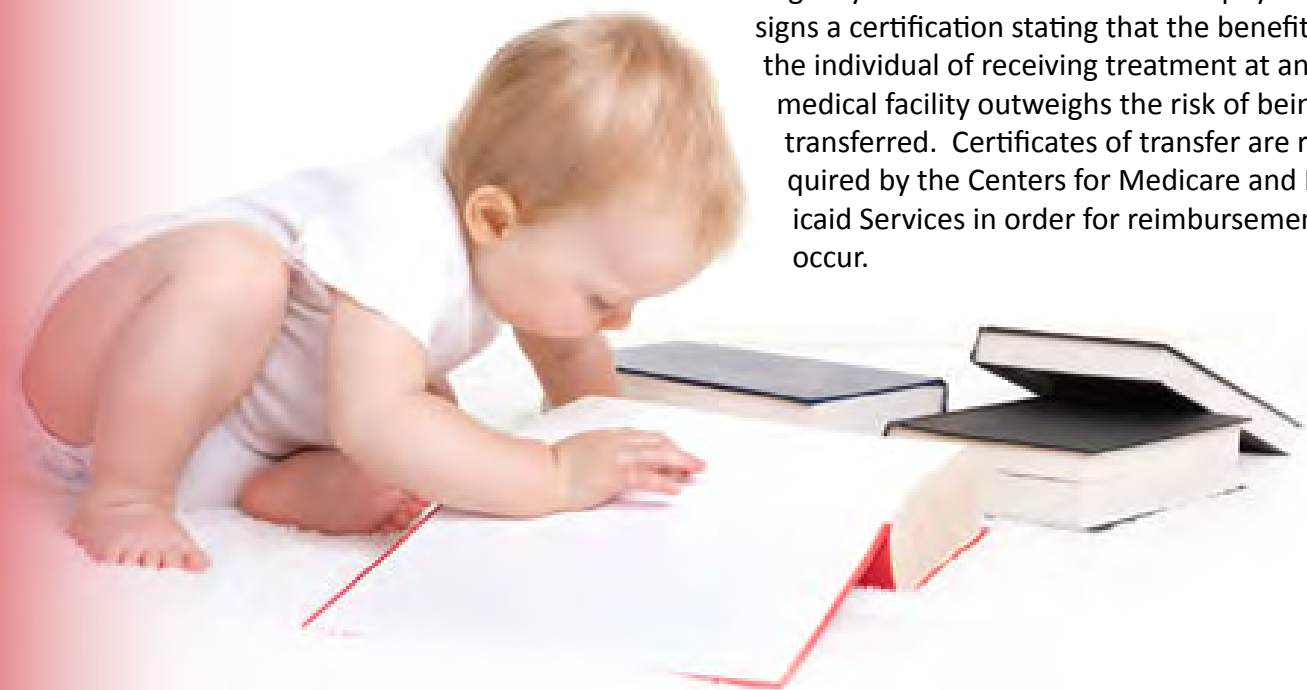 signs a certification stating that the benefit
the individual of receiving treatment at an
medical facility outweighs the risk of bein
transferred. Certificates of transfer are r
quired by the Centers for Medicare and
icaid Services in order for reimbursemen
occur.